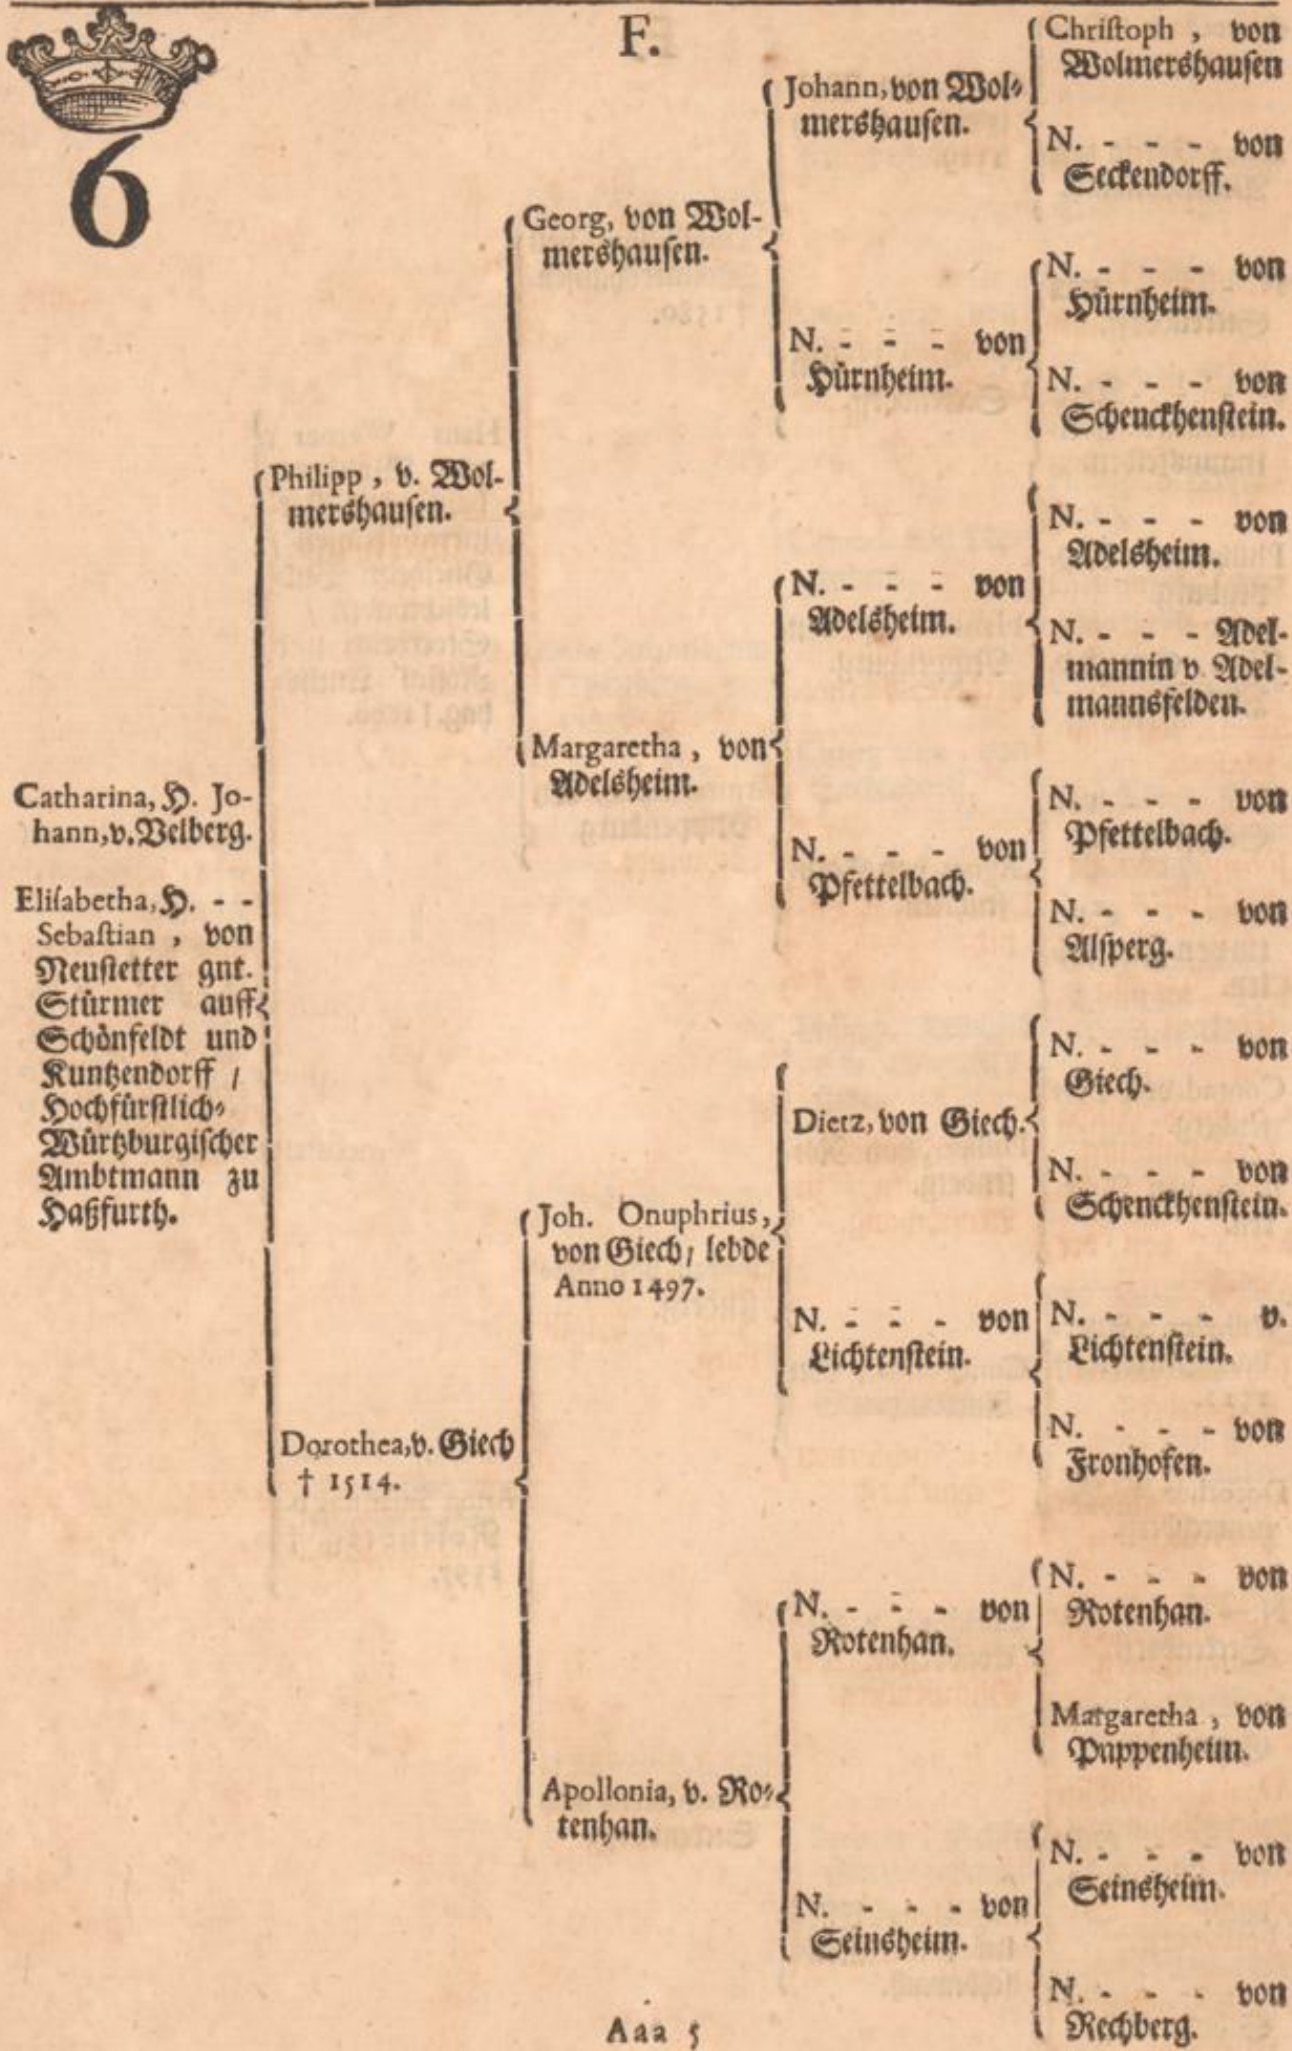 F.
6
Catharina, H. Jo-
hann, v. Velberg.
Elisabetha, H. - -
Sebastian , von
Neustetter gnt.
Stürmer auff
Schönfeldt und
Kuntzendorff /
Hochfürstlich-
Würtzburgischer
Ambtmann zu
Haßfurth.
Philipp , v. Wol-
mershausen.
Dorothea, v. Giech
† 1514.
Georg, von Wol-
mershausen.
Margaretha , von
Adelsheim.
Joh. Onuphrius,
von Giech / lebde
Anno 1497.
Apollonia, v. Ro-
tenhan.
Johann, von Wol-
mershausen.
N. - - - von
Hürnheim.
N. - - - von
Adelsheim.
N. - - - von
Pfettelbach.
Dietz, von Giech.
N. - - - von
Lichtenstein.
N. - - - von
Rotenhan.
N. - - - von
Seinsheim.
Christoph , von
Wolmershausen
N. - - - von
Seckendorff.
N. - - - von
Hürnheim.
N. - - - von
Schenckhenstein.
N. - - - von
Adelsheim.
N. - - - Adel-
mannin v Adel-
mannsfelden.
N. - - - von
Pfettelbach.
N. - - - von
Alsperg.
N. - - - von
Giech.
N. - - - von
Schenckhenstein.
N. - - - v.
Lichtenstein.
N. - - - von
Fronhofen.
N. - - - von
Rotenhan.
Margaretha , von
Pappenheim.
N. - - - von
Seinsheim.
N. - - - von
Rechberg.
Aaa 5